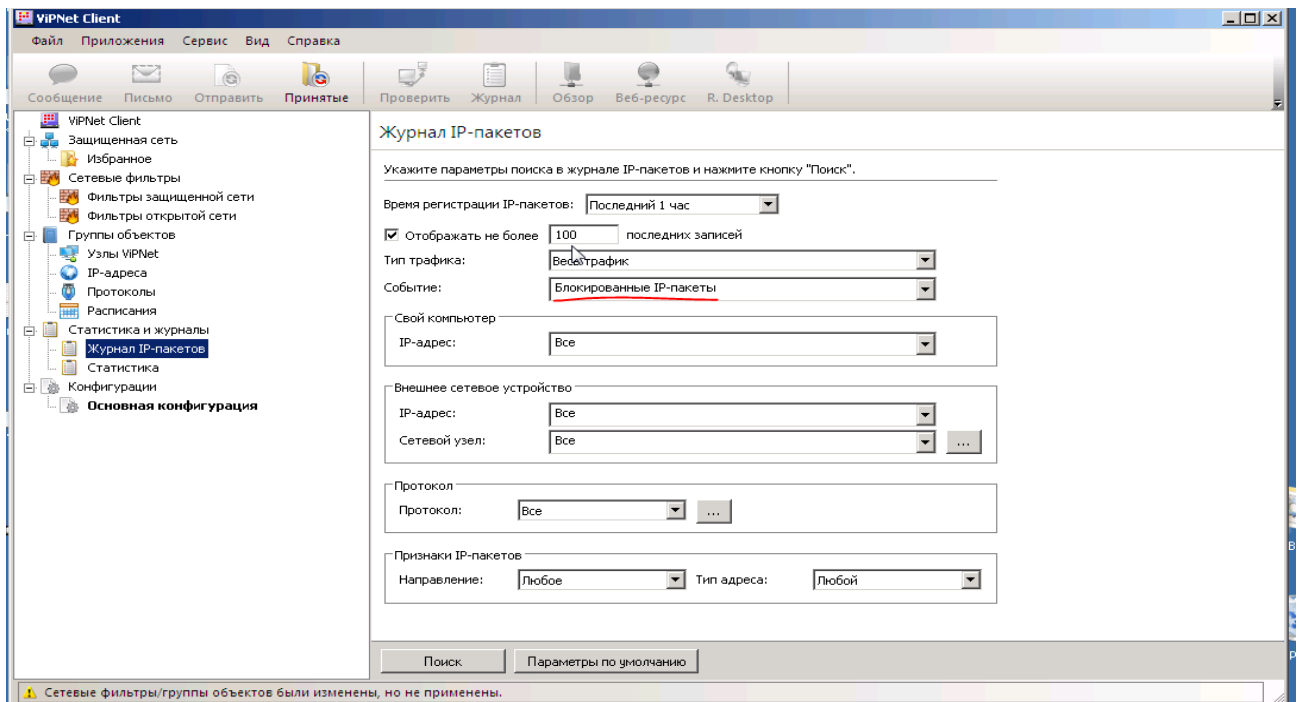 ViPNet Client
Файл Приложения Сервис Вид Справка
Сообщение Письмо Отправить Принятые Проверить Журнал Обзор Веб-ресурс R. Desktop
ViPNet Client
Защищенная сеть
Избранное
Сетевые фильтры
Фильтры защищенной сети
Фильтры открытой сети
Группы объектов
Узлы ViPNet
IP-адреса
Протоколы
Расписания
Статистика и журналы
Журнал IP-пакетов
Статистика
Конфигурации
Основная конфигурация
Журнал IP-пакетов
Укажите параметры поиска в журнале IP-пакетов и нажмите кнопку "Поиск".
Время регистрации IP-пакетов: Последний 1 час
Отображать не более 100 последних записей
Тип трафика: Весь трафик
Событие: Блокированные IP-пакеты
Свой компьютер
IP-адрес: Все
Внешнее сетевое устройство
IP-адрес: Все
Сетевой узел: Все ...
Протокол
Протокол: Все ...
Признаки IP-пакетов
Направление: Любое Тип адреса: Любой
Поиск Параметры по умолчанию
Сетевые фильтры/группы объектов были изменены, но не применены.